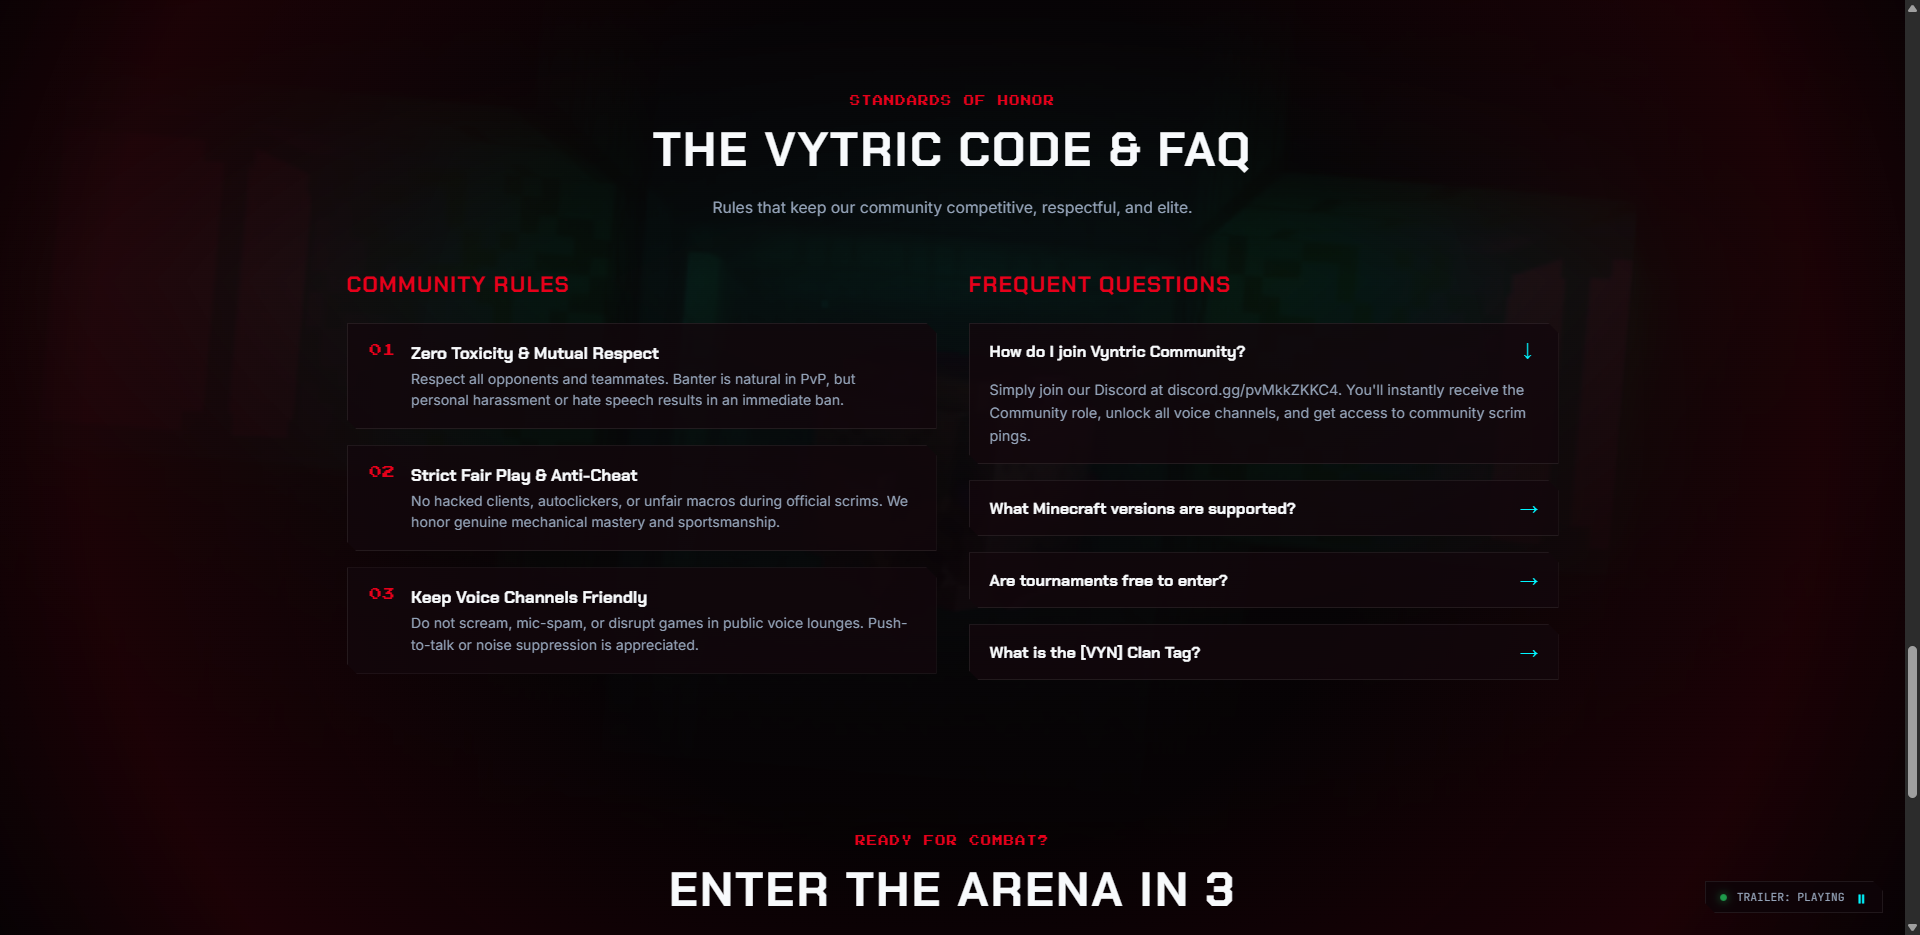 STANDARDS OF HONOR
THE VYTRIC CODE & FAQ
Rules that keep our community competitive, respectful, and elite.
COMMUNITY RULES
01
Zero Toxicity & Mutual Respect
Respect all opponents and teammates. Banter is natural in PvP, but
personal harassment or hate speech results in an immediate ban.
02
Strict Fair Play & Anti-Cheat
No hacked clients, autoclickers, or unfair macros during official scrims. We
honor genuine mechanical mastery and sportsmanship.
03
Keep Voice Channels Friendly
Do not scream, mic-spam, or disrupt games in public voice lounges. Push-
to-talk or noise suppression is appreciated.
FREQUENT QUESTIONS
How do I join Vyntric Community? ↓
Simply join our Discord at discord.gg/pvMkkZKKC4. You'll instantly receive the
Community role, unlock all voice channels, and get access to community scrim
pings.
What Minecraft versions are supported? →
Are tournaments free to enter? →
What is the [VYN] Clan Tag? →
READY FOR COMBAT?
ENTER THE ARENA IN 3
TRAILER: PLAYING